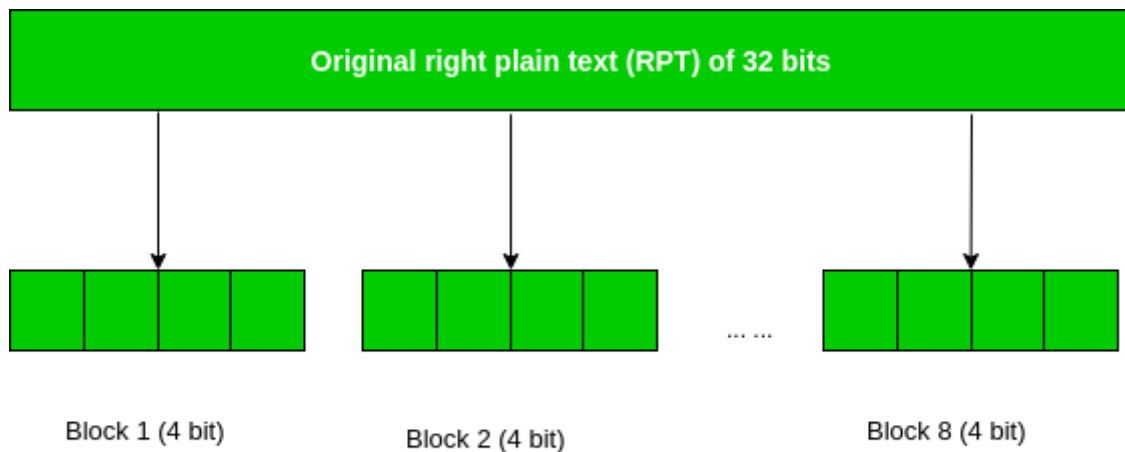 Original right plain text (RPT) of 32 bits
... ...
Block 1 (4 bit)
Block 2 (4 bit)
Block 8 (4 bit)